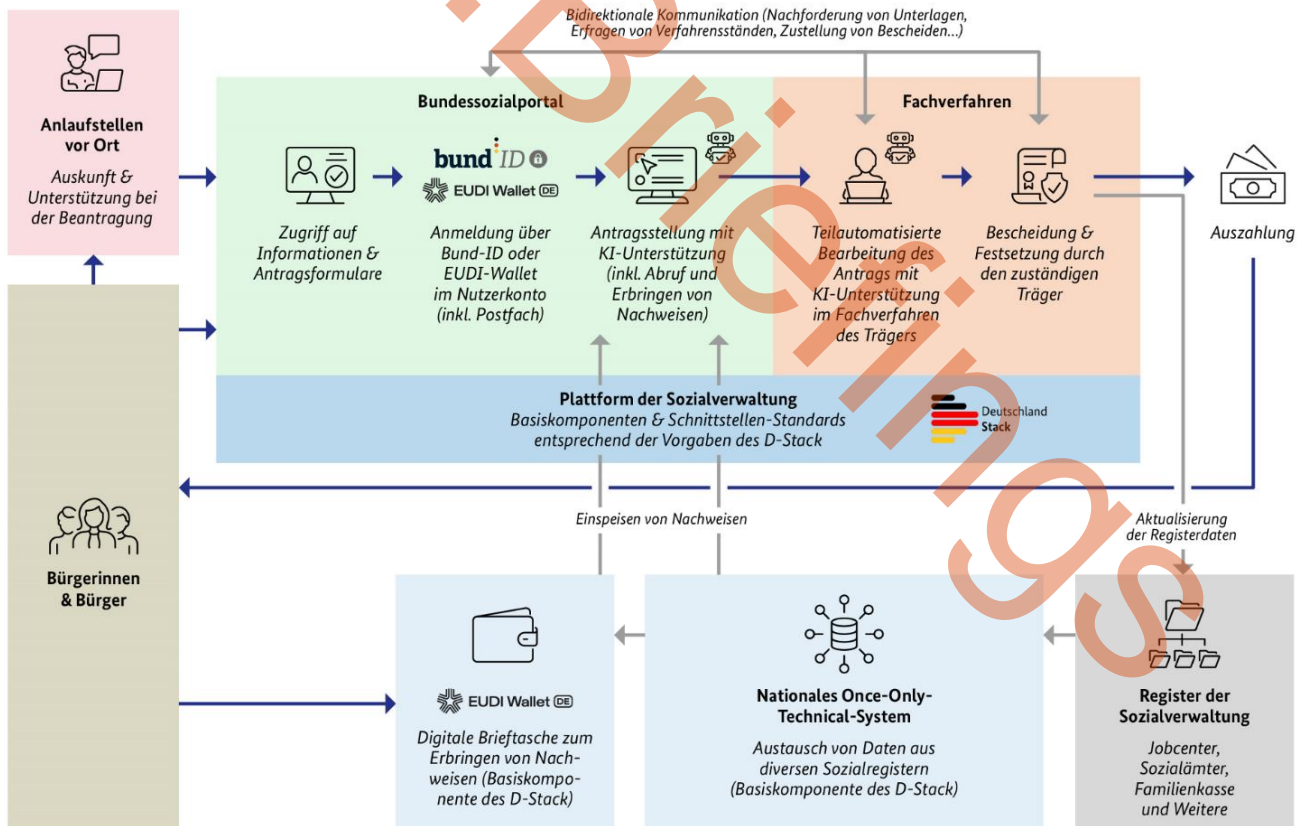 Bidirektionale Kommunikation (Nachforderung von Unterlagen,
Erfragen von Verfahrensständen, Zustellung von Bescheiden...)
Anlaufstellen
vor Ort
Auskunft &
Unterstützung bei
der Beantragung
Bundessozialportal
Fachverfahren
Zugriff auf
Informationen &
Antragsformulare
bund ID
EUDI Wallet DE
Anmeldung über
Bund-ID oder
EUDI-Wallet
im Nutzerkonto
(inkl. Postfach)
Antragsstellung mit
KI-Unterstützung
(inkl. Abruf und
Erbringen von
Nachweisen)
Teilautomatisierte
Bearbeitung des
Antrags mit
KI-Unterstützung
im Fachverfahren
des Trägers
Bescheidung &
Festsetzung durch
den zuständigen
Träger
Auszahlung
Plattform der Sozialverwaltung
Basiskomponenten & Schnittstellen-Standards
entsprechend der Vorgaben des D-Stack
Deutschland
Stack
Bürgerinnen
& Bürger
Einspeisen von Nachweisen
Aktualisierung
der Registerdaten
EUDI Wallet DE
Digitale Brieftasche zum
Erbringen von Nach-
weisen (Basiskompo-
nente des D-Stack)
Nationales Once-Only-
Technical-System
Austausch von Daten aus
diversen Sozialregistern
(Basiskomponente des D-Stack)
Register der
Sozialverwaltung
Jobcenter,
Sozialämter,
Familienkasse
und Weitere
Briefings